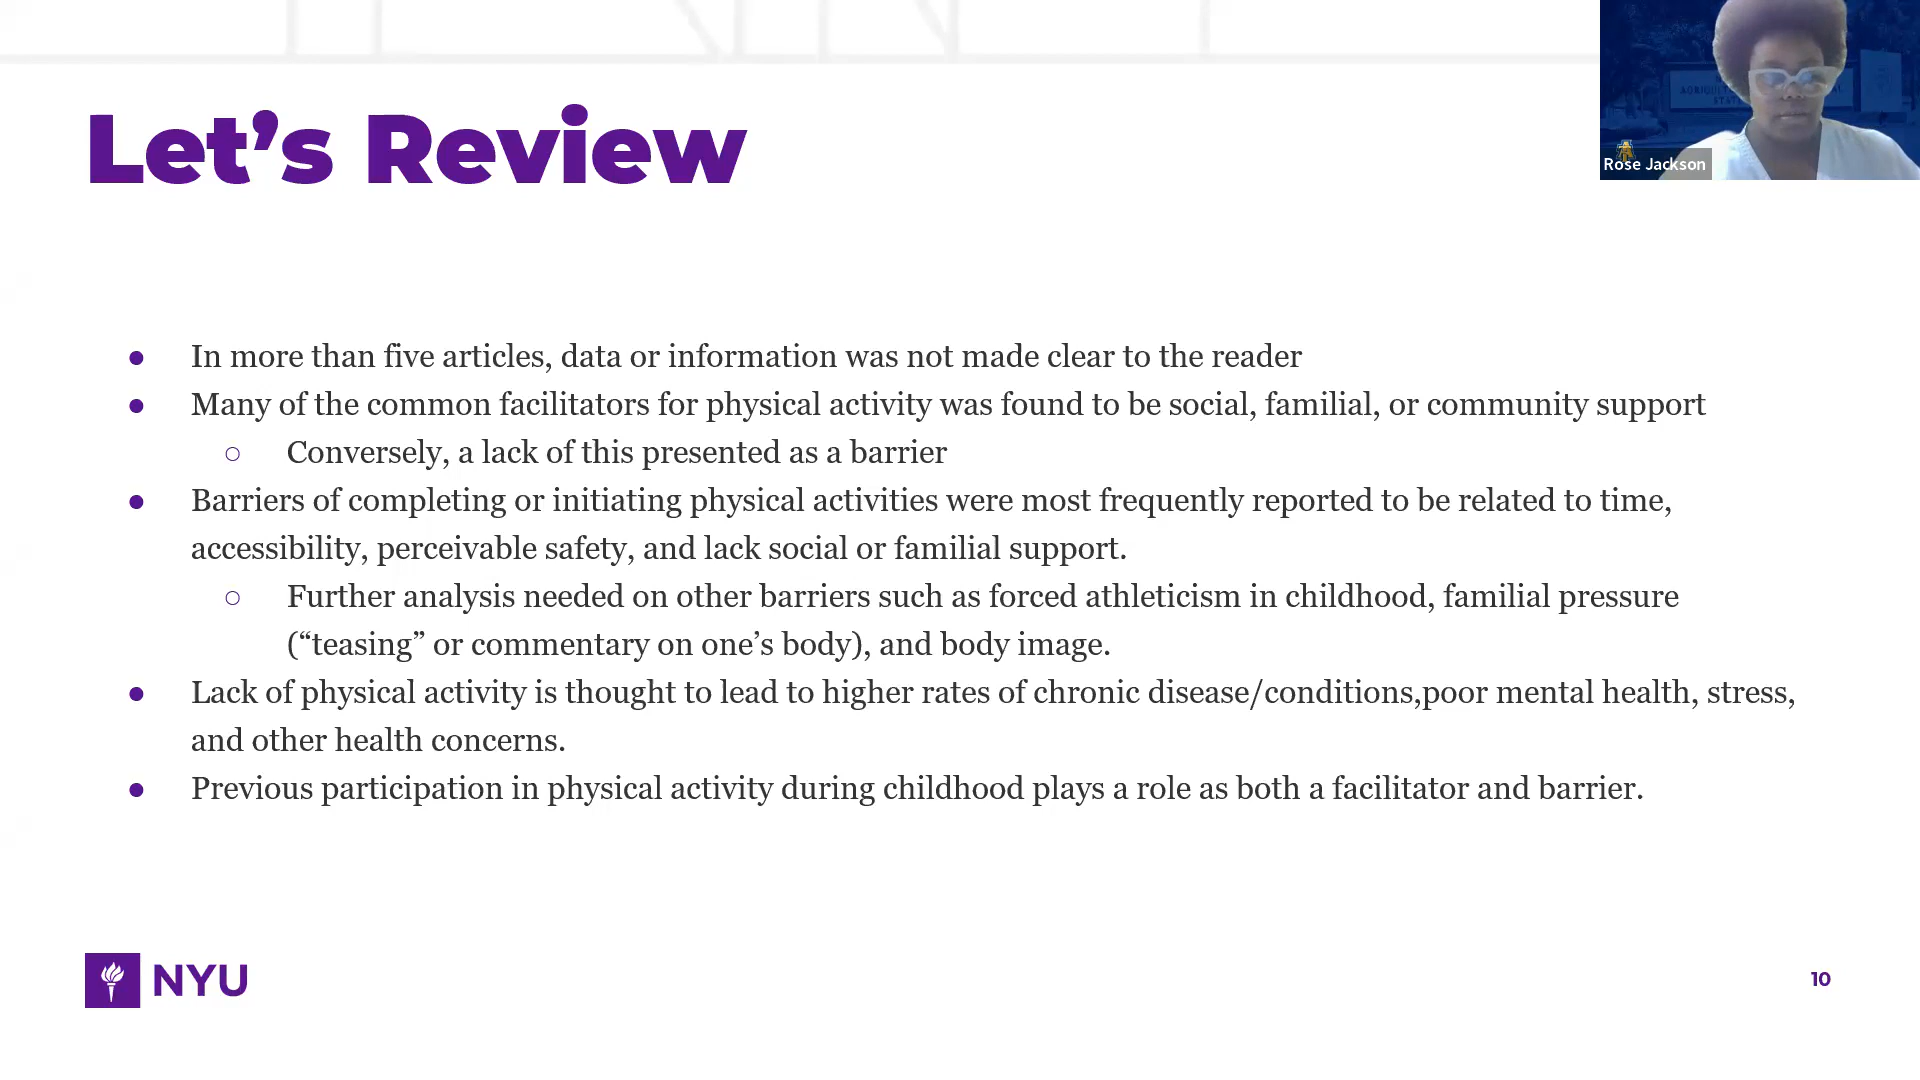 Let’s Review
AGRICULT
STAT
Rose Jackson
● In more than five articles, data or information was not made clear to the reader
● Many of the common facilitators for physical activity was found to be social, familial, or community support
○ Conversely, a lack of this presented as a barrier
● Barriers of completing or initiating physical activities were most frequently reported to be related to time,
accessibility, perceivable safety, and lack social or familial support.
○ Further analysis needed on other barriers such as forced athleticism in childhood, familial pressure
(“teasing” or commentary on one’s body), and body image.
● Lack of physical activity is thought to lead to higher rates of chronic disease/conditions,poor mental health, stress,
and other health concerns.
● Previous participation in physical activity during childhood plays a role as both a facilitator and barrier.
NYU
10